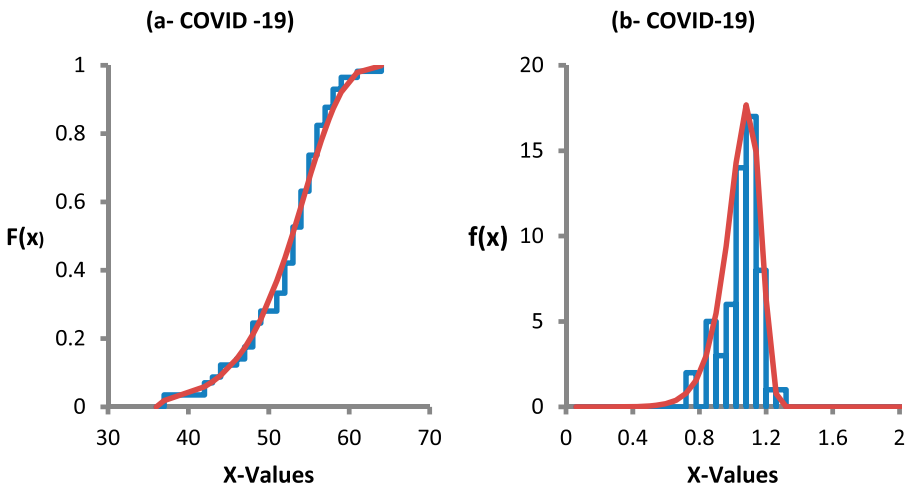 (a- COVID -19)
1
0.8
0.6
F(x)
0.4
0.2
0
30 40 50 60 70
X-Values
(b- COVID-19)
20
15
f(x)
10
5
0
0 0.4 0.8 1.2 1.6 2
X-Values